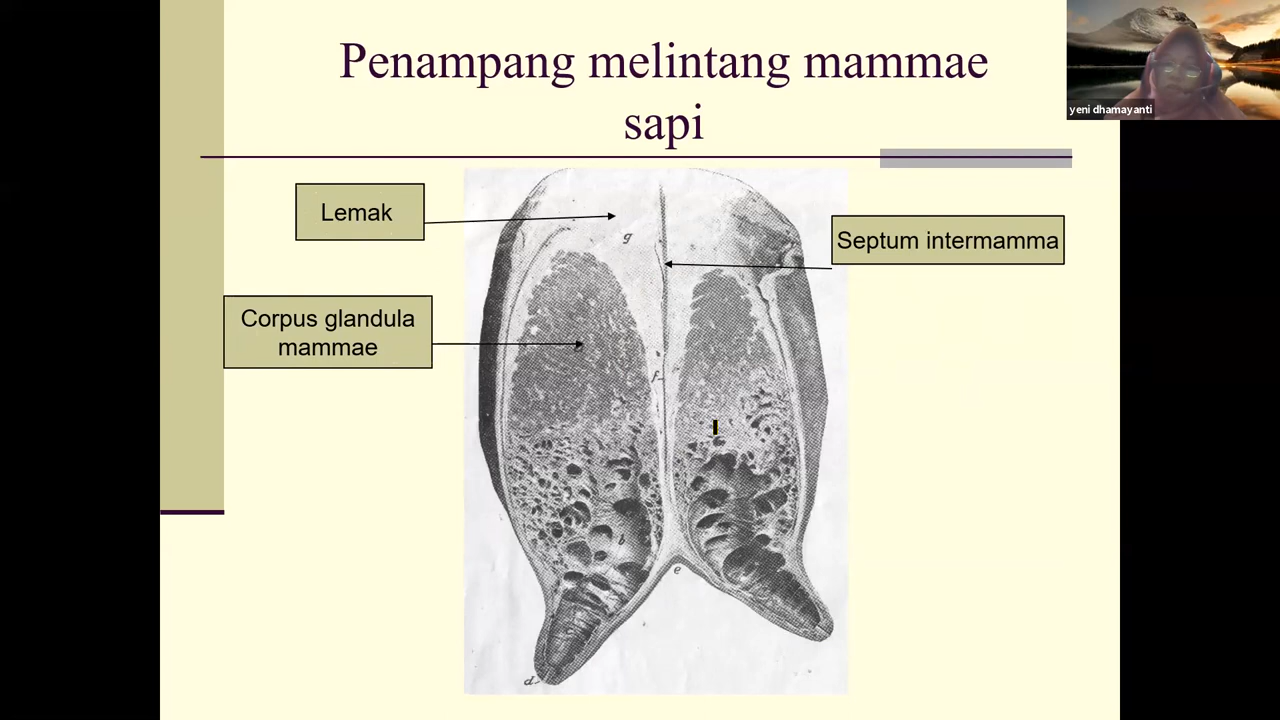 Penampang melintang mammae
sapi
yeni dhamayanti
Lemak
Septum intermamma
Corpus glandula
mammae
g
f
b
e
d